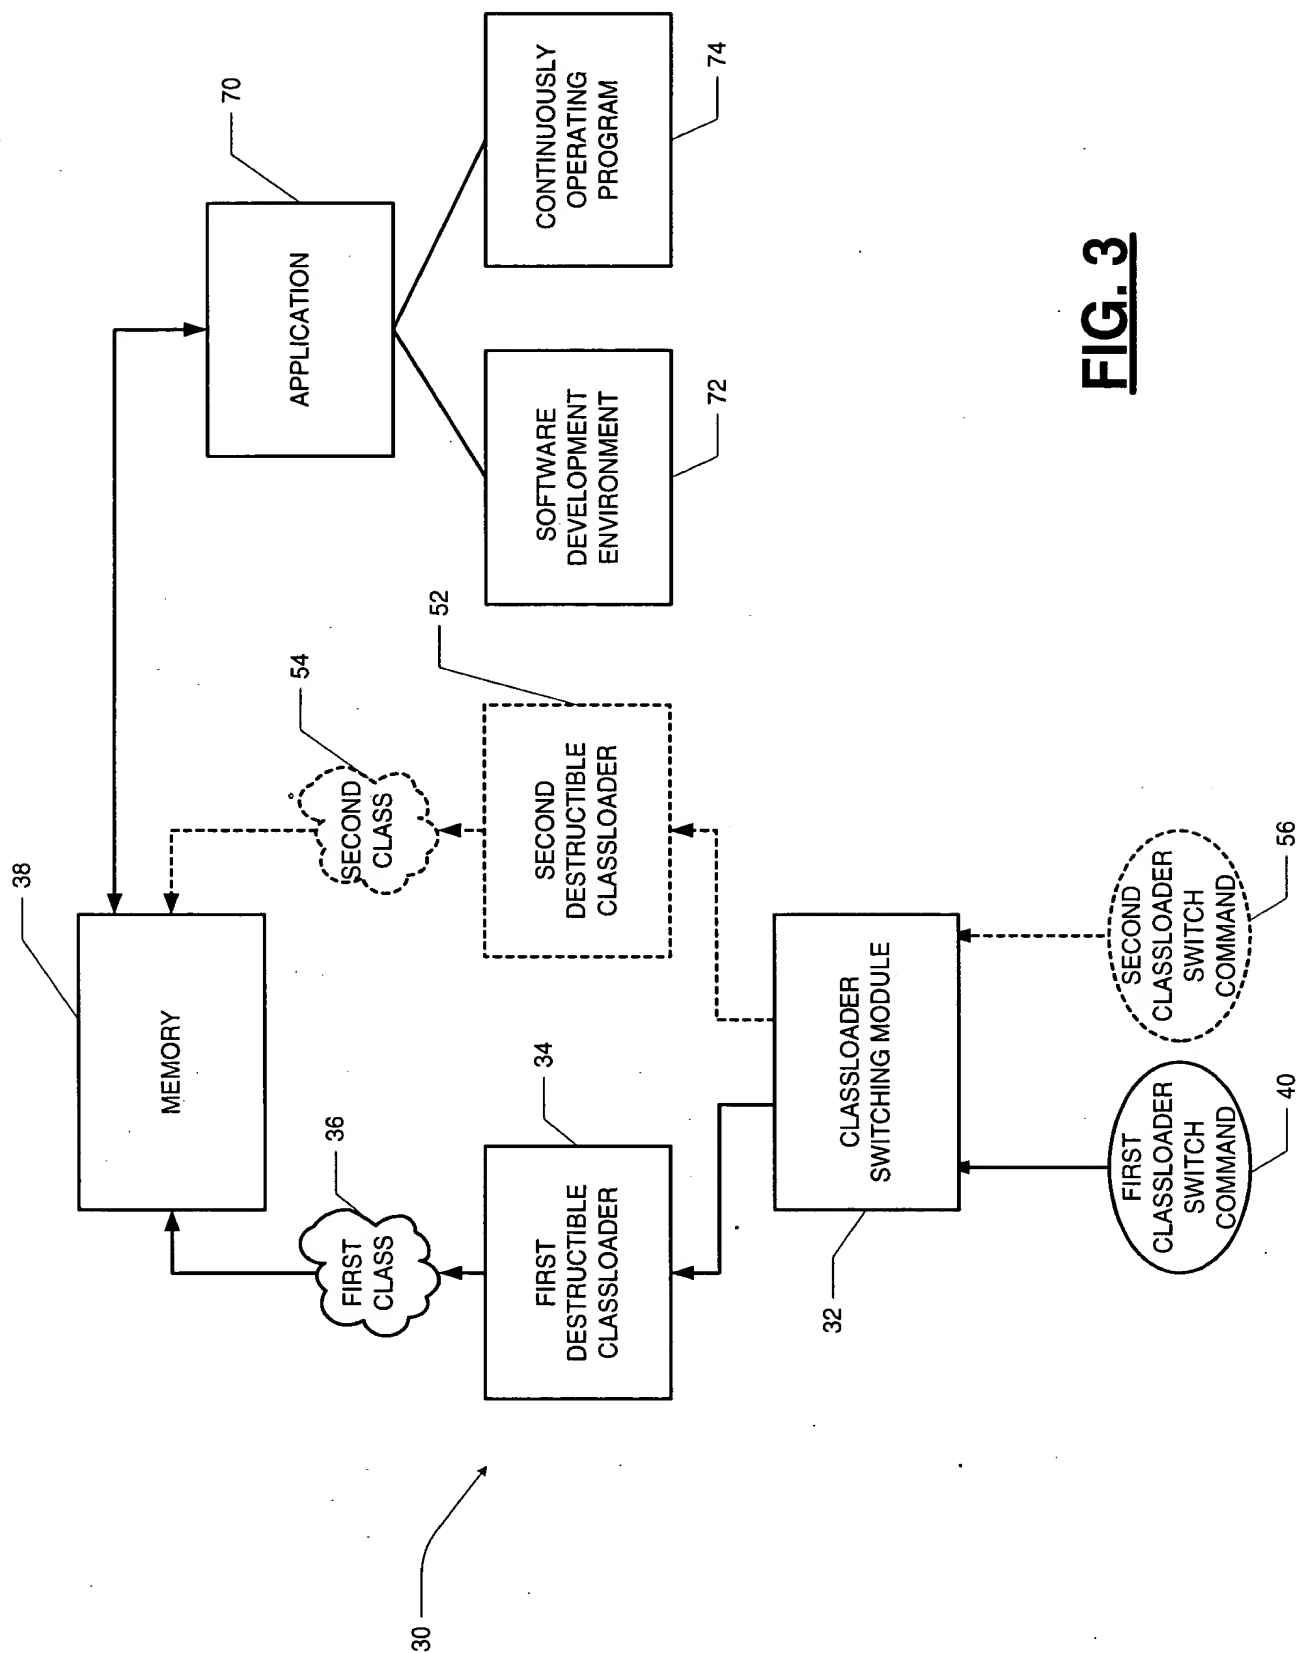 30
38
MEMORY
36
FIRST
CLASS
54
SECOND
CLASS
70
APPLICATION
34
FIRST
DESTRUCTIBLE
CLASSLOADER
52
SECOND
DESTRUCTIBLE
CLASSLOADER
SOFTWARE
DEVELOPMENT
ENVIRONMENT
72
CONTINUOUSLY
OPERATING
PROGRAM
74
32
CLASSLOADER
SWITCHING MODULE
FIRST
CLASSLOADER
SWITCH
COMMAND
40
SECOND
CLASSLOADER
SWITCH
COMMAND
56
FIG. 3